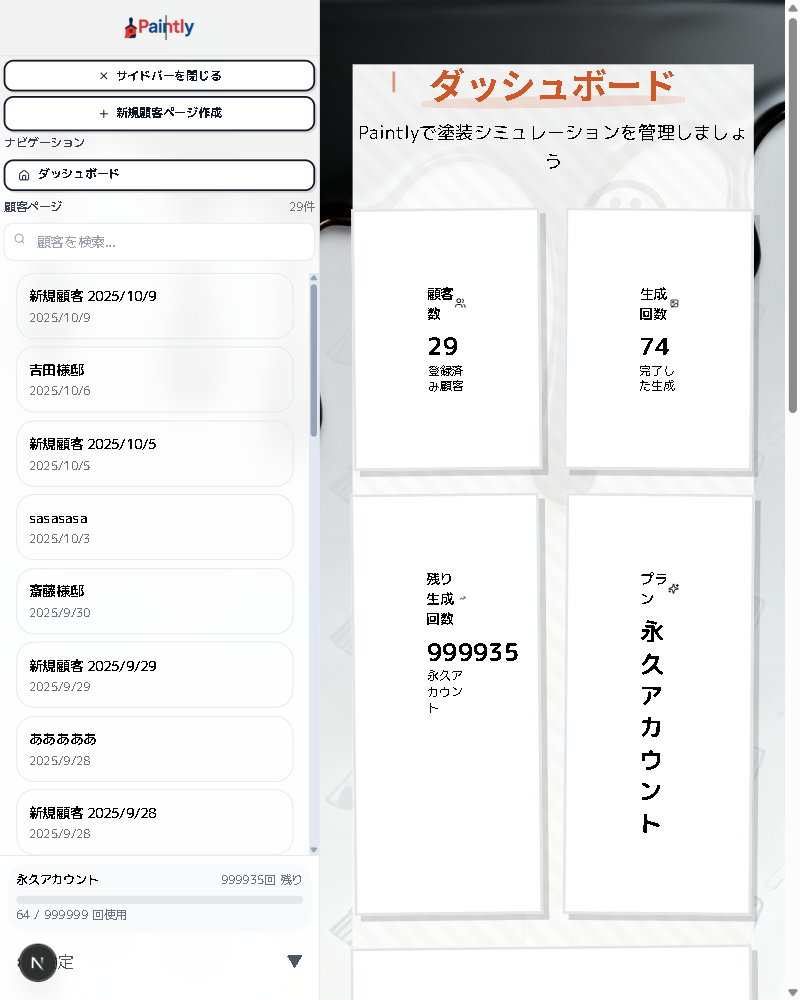 Paintly
× サイドバーを閉じる
+ 新規顧客ページ作成
ナビゲーション
ダッシュボード
顧客ページ 29件
顧客を検索...
新規顧客 2025/10/9
2025/10/9
吉田様邸
2025/10/6
新規顧客 2025/10/5
2025/10/5
sasasasa
2025/10/3
斎藤様邸
2025/9/30
新規顧客 2025/9/29
2025/9/29
あああああ
2025/9/28
新規顧客 2025/9/28
2025/9/28
永久アカウント 999935回 残り
64 / 999999 回使用
N 定 ▼
ダッシュボード
Paintlyで塗装シミュレーションを管理しましょ
う
顧客
数
29
登録済
み顧客
生成
回数
74
完了し
た生成
残り
生成
回数
999935
永久ア
カウン
ト
プラ
ン
永
久
ア
カ
ウ
ン
ト